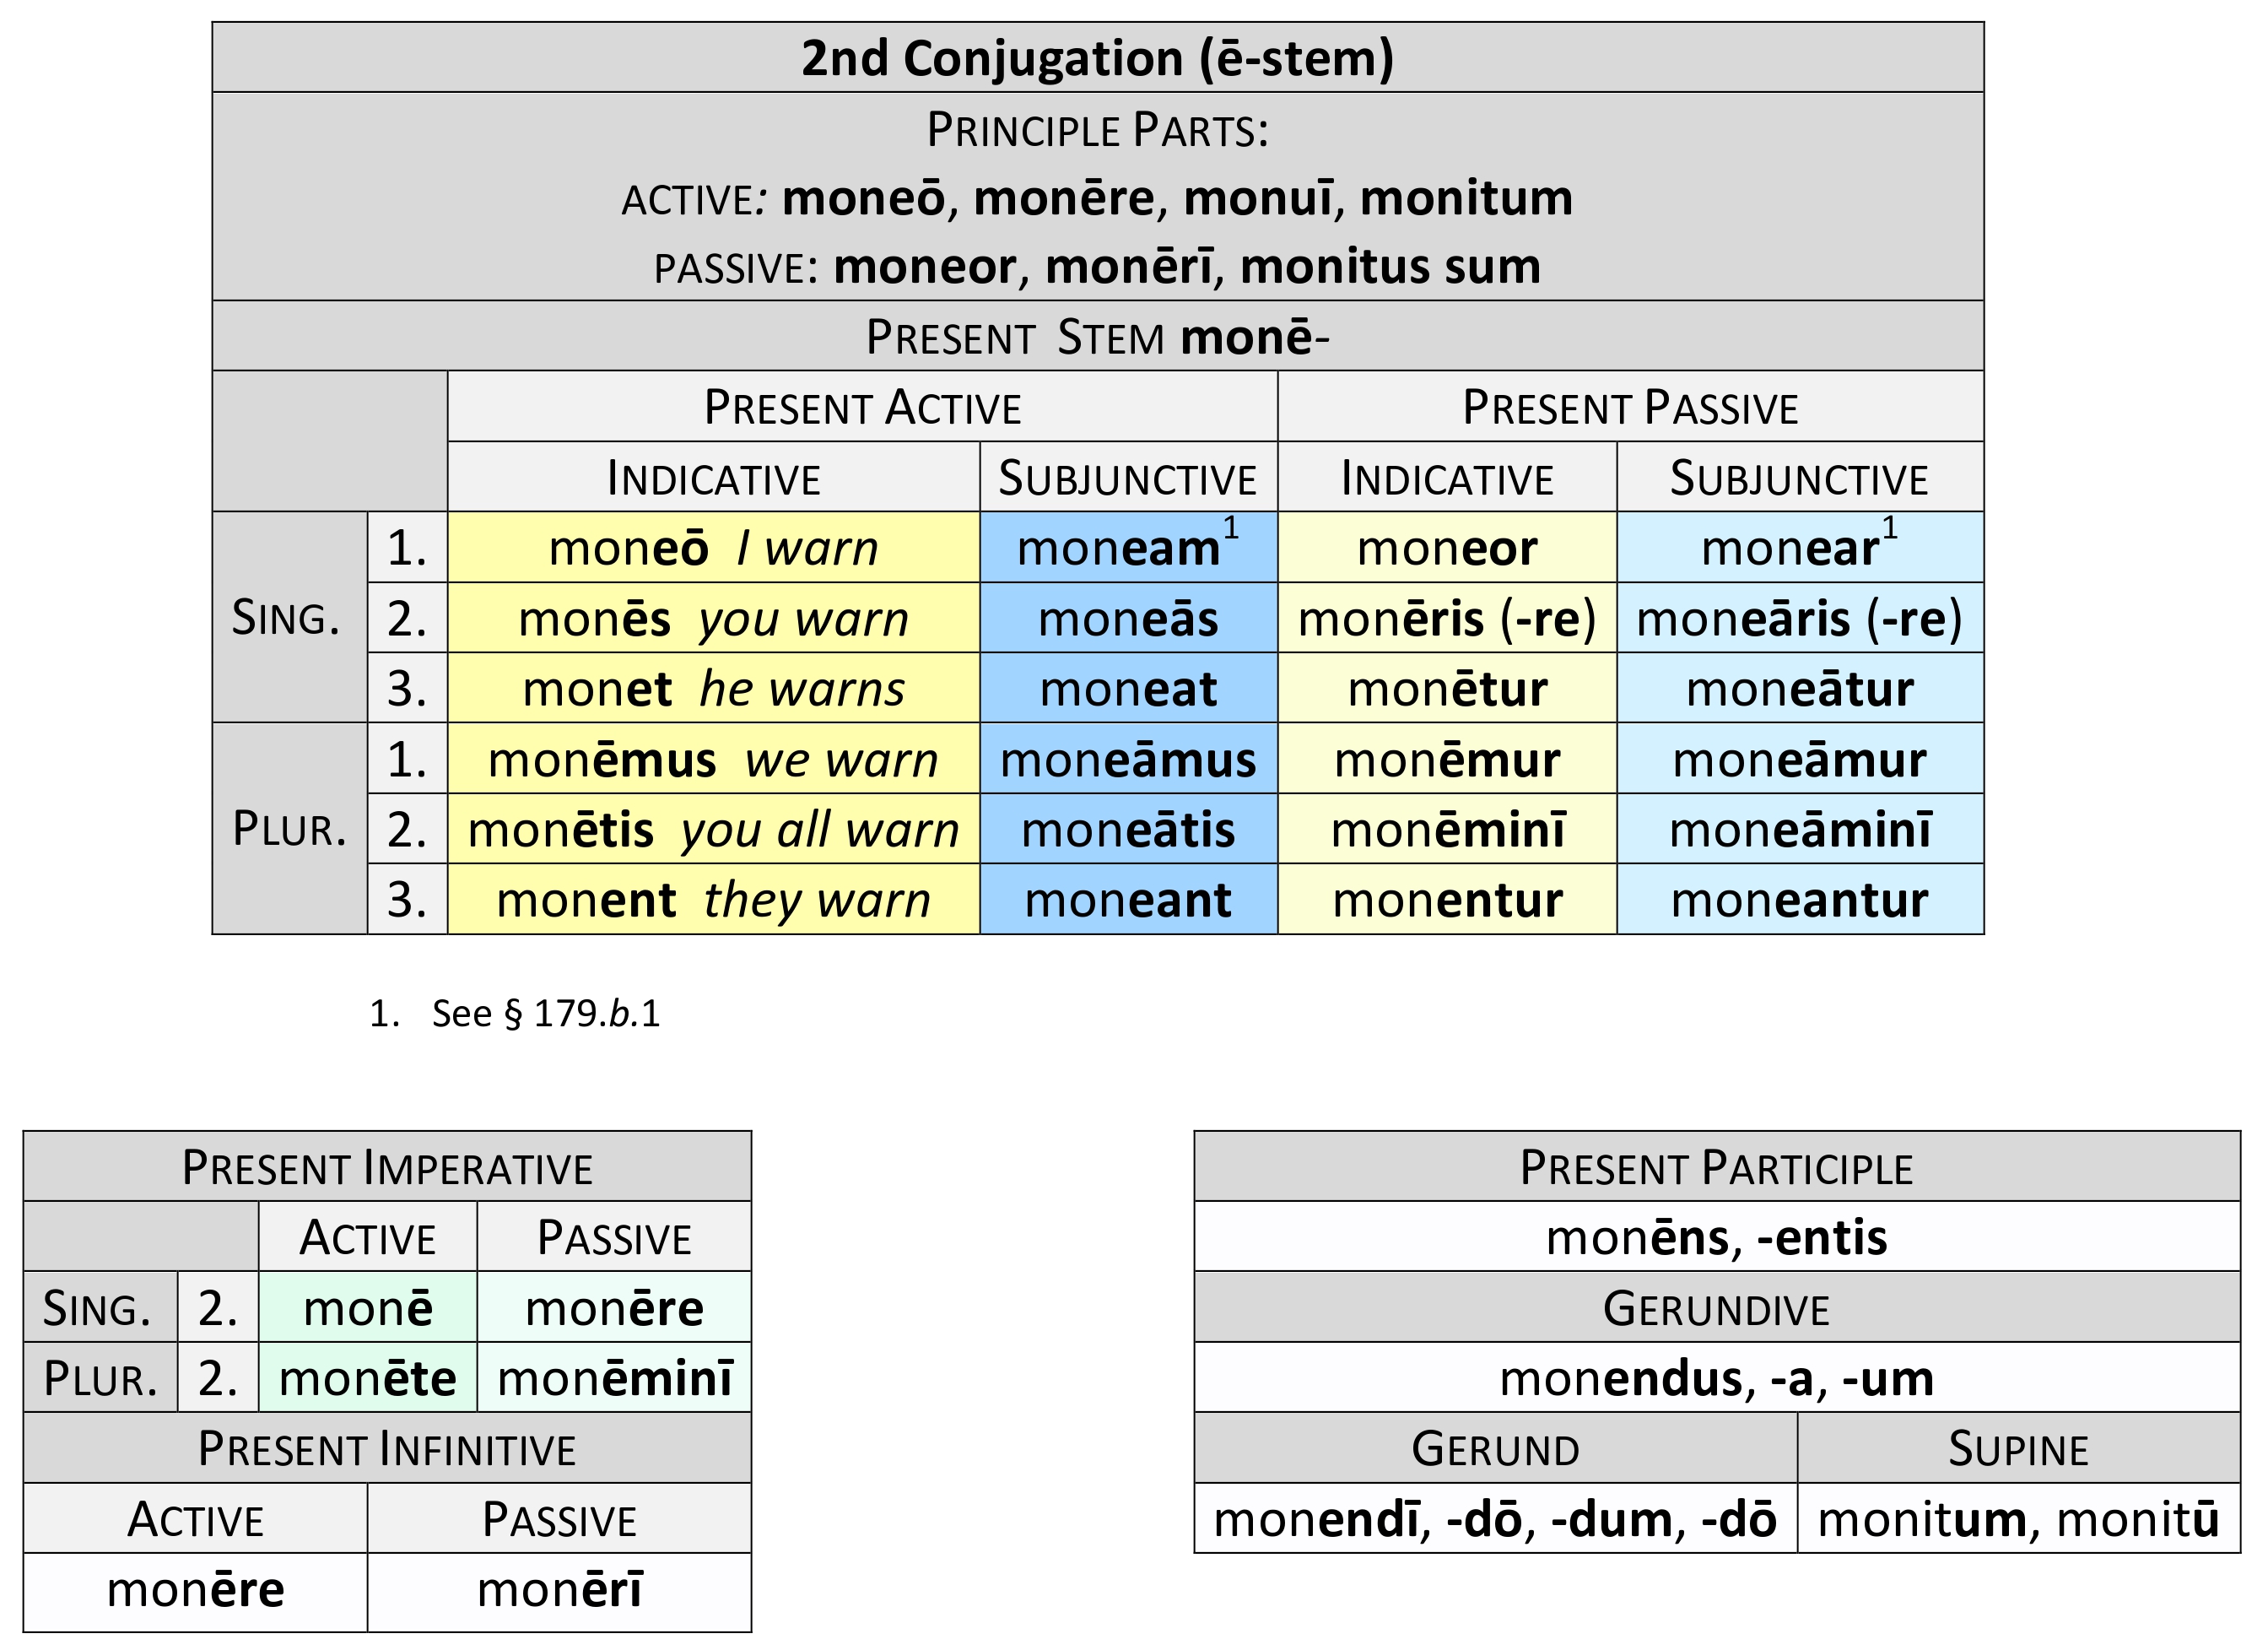 2nd Conjugation (ē-stem)
PRINCIPLE PARTS:
ACTIVE: moneō, monēre, monuī, monitum
PASSIVE: moneor, monērī, monitus sum
PRESENT STEM monē-
PRESENT ACTIVE PRESENT PASSIVE
INDICATIVE SUBJUNCTIVE INDICATIVE SUBJUNCTIVE
SING. 1. moneō I warn moneam1 moneor monear1
2. monēs you warn moneās monēris (-re) moneāris (-re)
3. monet he warns moneat monētur moneātur
PLUR. 1. monēmus we warn moneāmus monēmur moneāmur
2. monētis you all warn moneātis monēminī moneāminī
3. monent they warn moneant monentur moneantur
1. See § 179.b.1
PRESENT IMPERATIVE
ACTIVE PASSIVE
SING. 2. monē monēre
PLUR. 2. monēte monēminī
PRESENT INFINITIVE
ACTIVE PASSIVE
monēre monērī
PRESENT PARTICIPLE
monēns, -entis
GERUNDIVE
monendus, -a, -um
GERUND SUPINE
monendī, -dō, -dum, -dō monitum, monitū